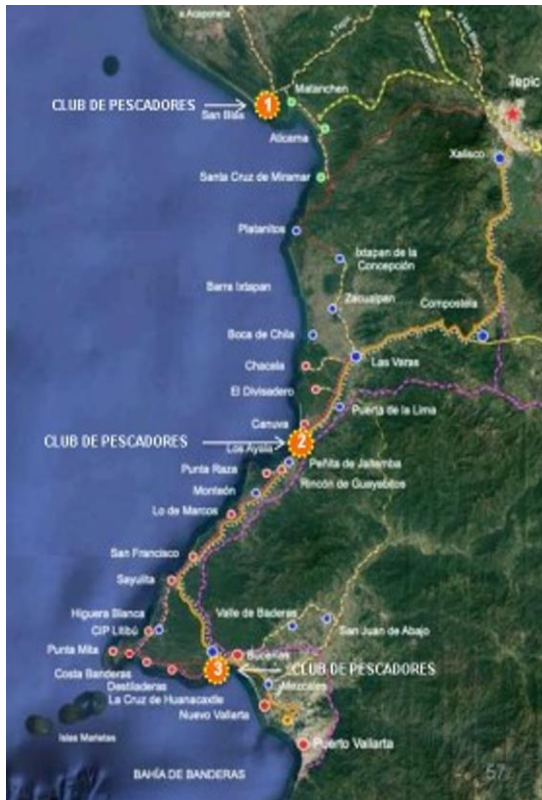 a Acaponeta
a Tepic
Tepic
Matanchen
CLUB DE PESCADORES
1
San Blas
Aticama
Xalisco
Santa Cruz de Miramar
Platanitos
Ixtapan de la
Concepción
Barra Ixtapan
Zacualpan
Compostela
Boca de Chila
Las Varas
Chacala
El Divisadero
Puerta de la Lima
Canuva
CLUB DE PESCADORES
2
Los Ayala
Peñita de Jaltemba
Punta Raza
Rincón de Guayabitos
Monteón
Lo de Marcos
San Francisco
Sayulita
Higuera Blanca
Valle de Baderas
CIP Litibú
San Juan de Abajo
Punta Mita
Bucerias
3
CLUB DE PESCADORES
Costa Banderas
Destiladeras
Mezcales
La Cruz de Huanacaxtle
Nuevo Vallarta
Islas Marietas
Puerto Vallarta
BAHÍA DE BANDERAS
57